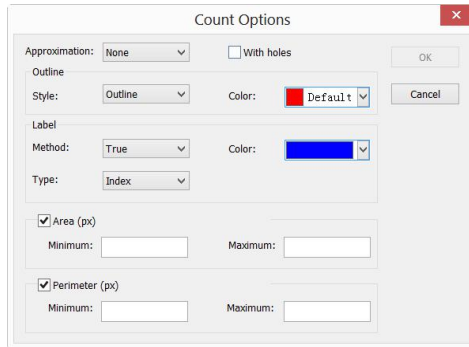 Count Options
Approximation: None With holes OK
Outline
Style: Outline Color: Default Cancel
Label
Method: True Color:
Type: Index
Area (px)
Minimum: Maximum:
Perimeter (px)
Minimum: Maximum: